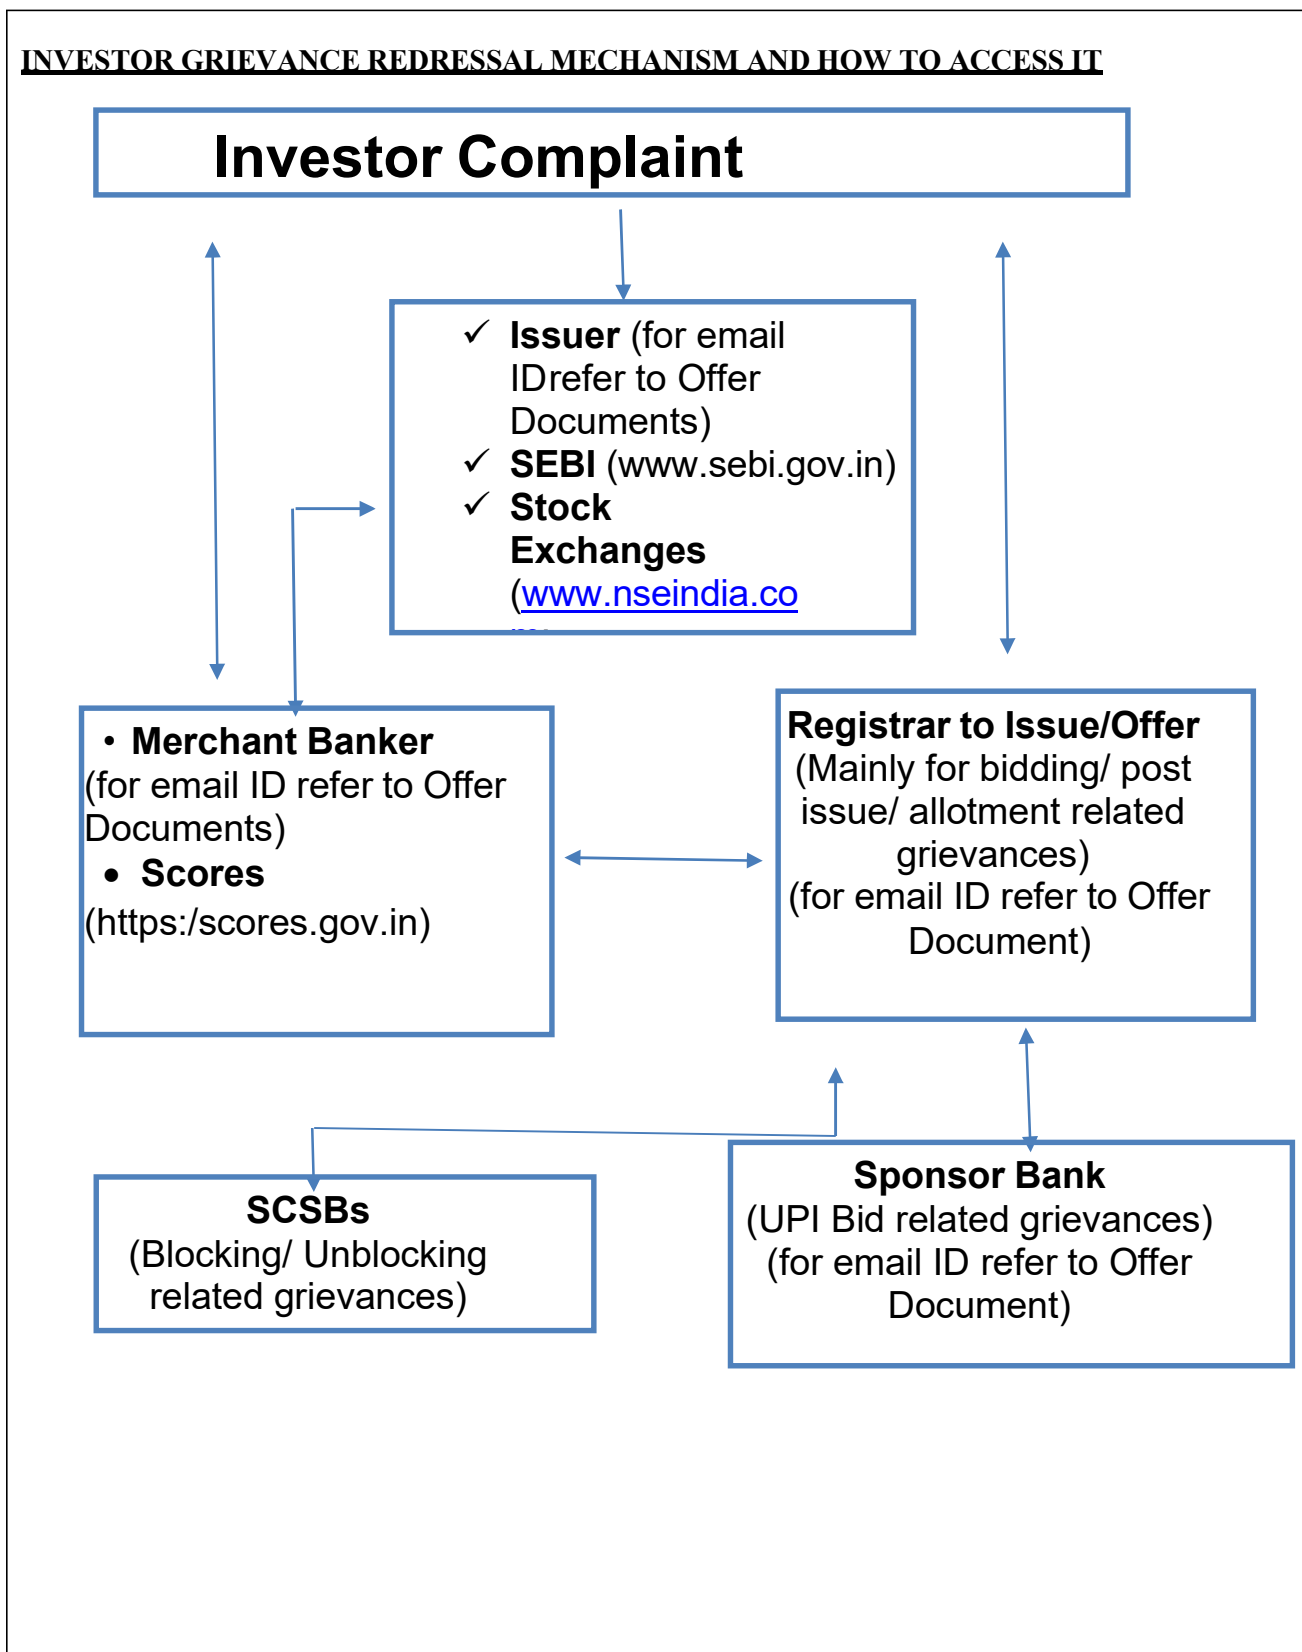 INVESTOR GRIEVANCE REDRESSAL MECHANISM AND HOW TO ACCESS IT
Investor Complaint
✓ Issuer (for email
IDrefer to Offer
Documents)
✓ SEBI (www.sebi.gov.in)
✓ Stock
Exchanges
(www.nseindia.co
• Merchant Banker
(for email ID refer to Offer
Documents)
• Scores
(https:/scores.gov.in)
Registrar to Issue/Offer
(Mainly for bidding/ post
issue/ allotment related
grievances)
(for email ID refer to Offer
Document)
SCSBs
(Blocking/ Unblocking
related grievances)
Sponsor Bank
(UPI Bid related grievances)
(for email ID refer to Offer
Document)